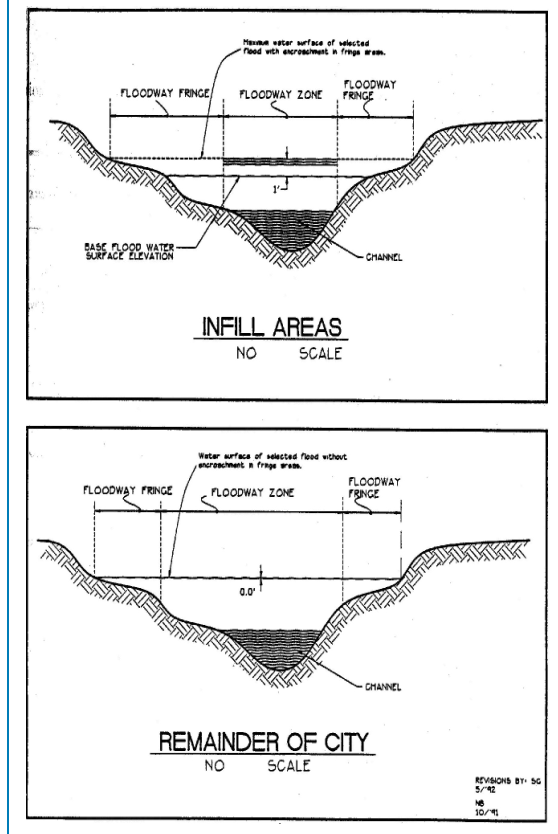 Maximum water surface of selected
flood with encroachment in fringe areas.
FLOODWAY FRINGE
FLOODWAY ZONE
FLOODWAY
FRINGE
1'
BASE FLOOD WATER
SURFACE ELEVATION
CHANNEL
INFILL AREAS
NO SCALE
Water surface of selected flood without
encroachment in fringe areas.
FLOODWAY FRINGE
FLOODWAY ZONE
FLOODWAY
FRINGE
0.0'
CHANNEL
REMAINDER OF CITY
NO SCALE
REVISIONS BY: SG
5/'92
NB
10/'91